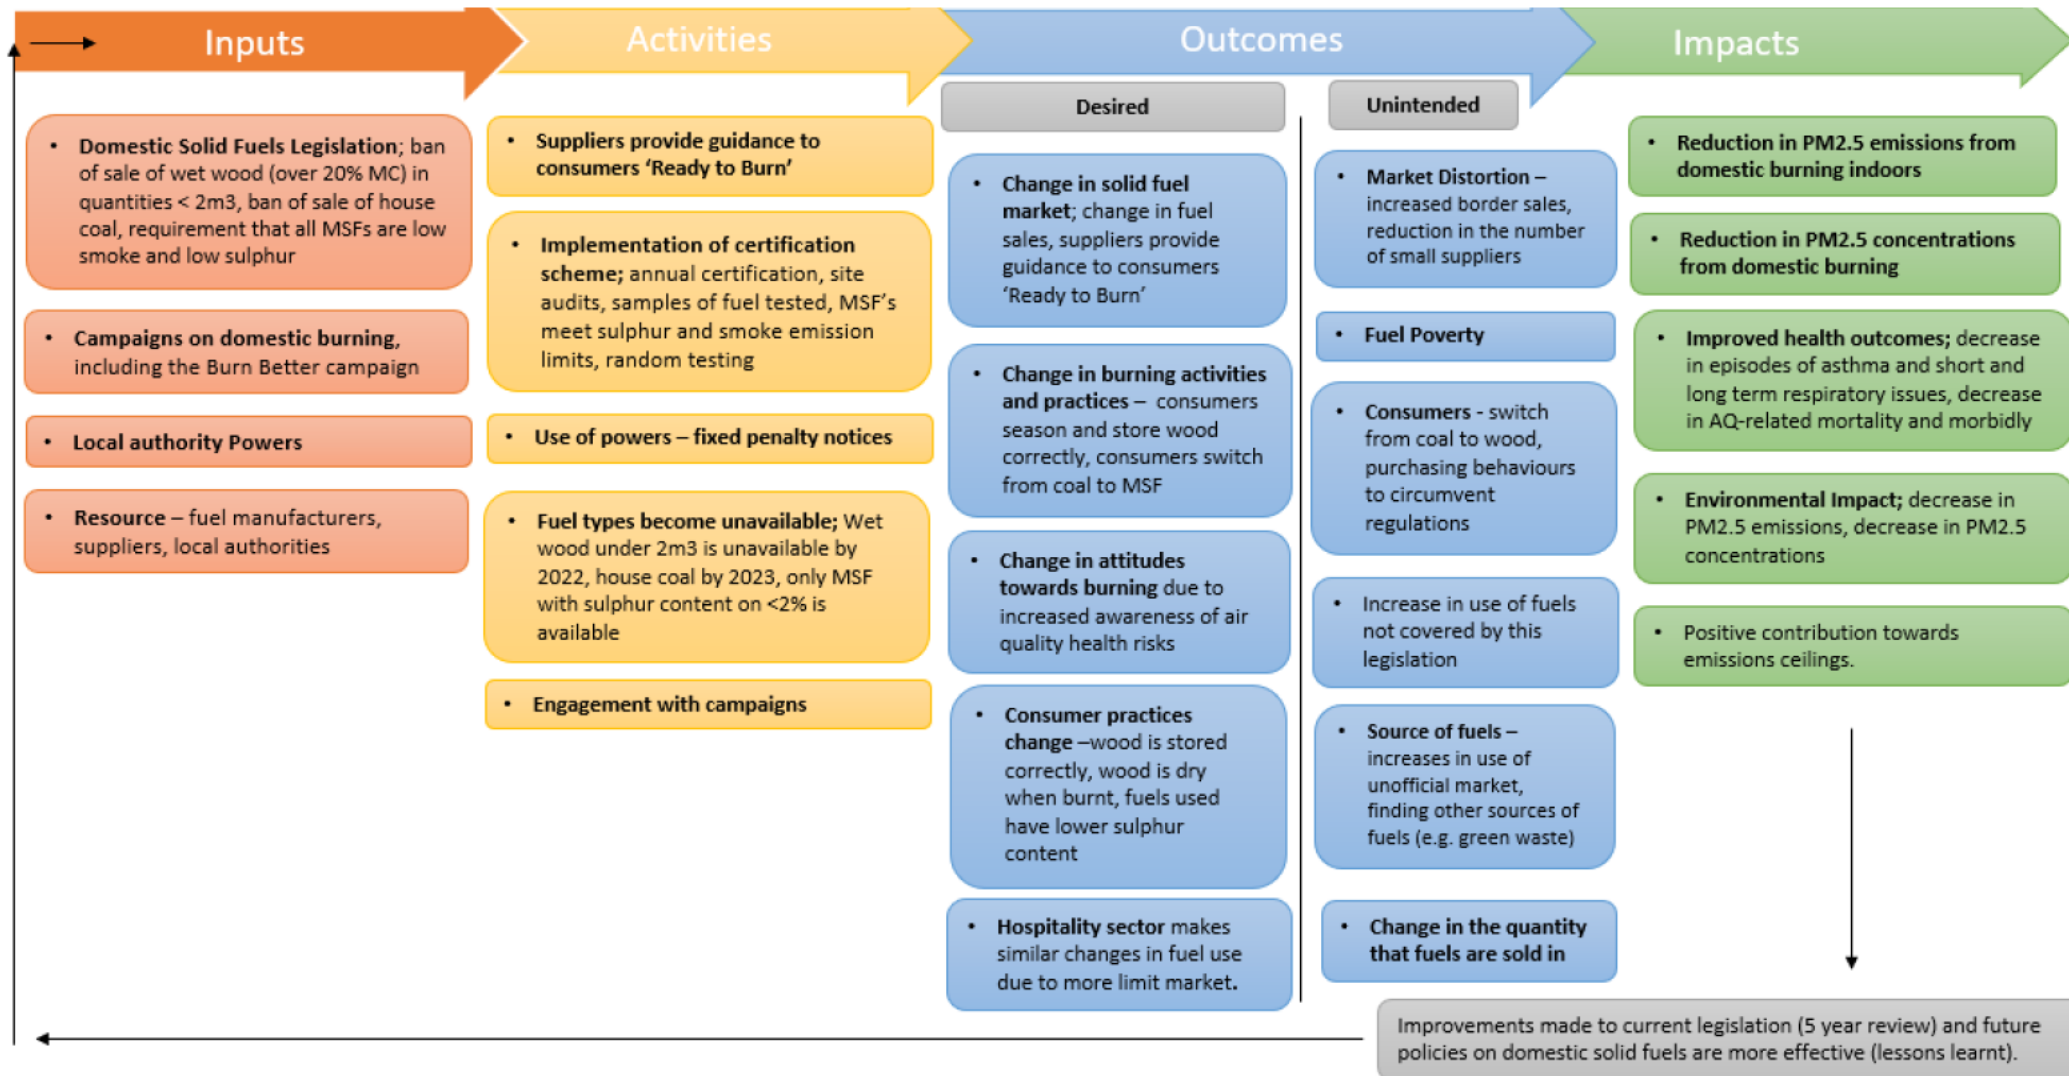 Inputs
Activities
Outcomes
Impacts
• Domestic Solid Fuels Legislation; ban
of sale of wet wood (over 20% MC) in
quantities < 2m3, ban of sale of house
coal, requirement that all MSFs are low
smoke and low sulphur
• Campaigns on domestic burning,
including the Burn Better campaign
• Local authority Powers
• Resource – fuel manufacturers,
suppliers, local authorities
• Suppliers provide guidance to
consumers ‘Ready to Burn’
• Implementation of certification
scheme; annual certification, site
audits, samples of fuel tested, MSF’s
meet sulphur and smoke emission
limits, random testing
• Use of powers – fixed penalty notices
• Fuel types become unavailable; Wet
wood under 2m3 is unavailable by
2022, house coal by 2023, only MSF
with sulphur content on <2% is
available
• Engagement with campaigns
Desired
• Change in solid fuel
market; change in fuel
sales, suppliers provide
guidance to consumers
‘Ready to Burn’
• Change in burning activities
and practices – consumers
season and store wood
correctly, consumers switch
from coal to MSF
• Change in attitudes
towards burning due to
increased awareness of air
quality health risks
• Consumer practices
change –wood is stored
correctly, wood is dry
when burnt, fuels used
have lower sulphur
content
• Hospitality sector makes
similar changes in fuel use
due to more limit market.
Unintended
• Market Distortion –
increased border sales,
reduction in the number
of small suppliers
• Fuel Poverty
• Consumers - switch
from coal to wood,
purchasing behaviours
to circumvent
regulations
• Increase in use of fuels
not covered by this
legislation
• Source of fuels –
increases in use of
unofficial market,
finding other sources of
fuels (e.g. green waste)
• Change in the quantity
that fuels are sold in
• Reduction in PM2.5 emissions from
domestic burning indoors
• Reduction in PM2.5 concentrations
from domestic burning
• Improved health outcomes; decrease
in episodes of asthma and short and
long term respiratory issues, decrease
in AQ-related mortality and morbidly
• Environmental Impact; decrease in
PM2.5 emissions, decrease in PM2.5
concentrations
• Positive contribution towards
emissions ceilings.
Improvements made to current legislation (5 year review) and future
policies on domestic solid fuels are more effective (lessons learnt).